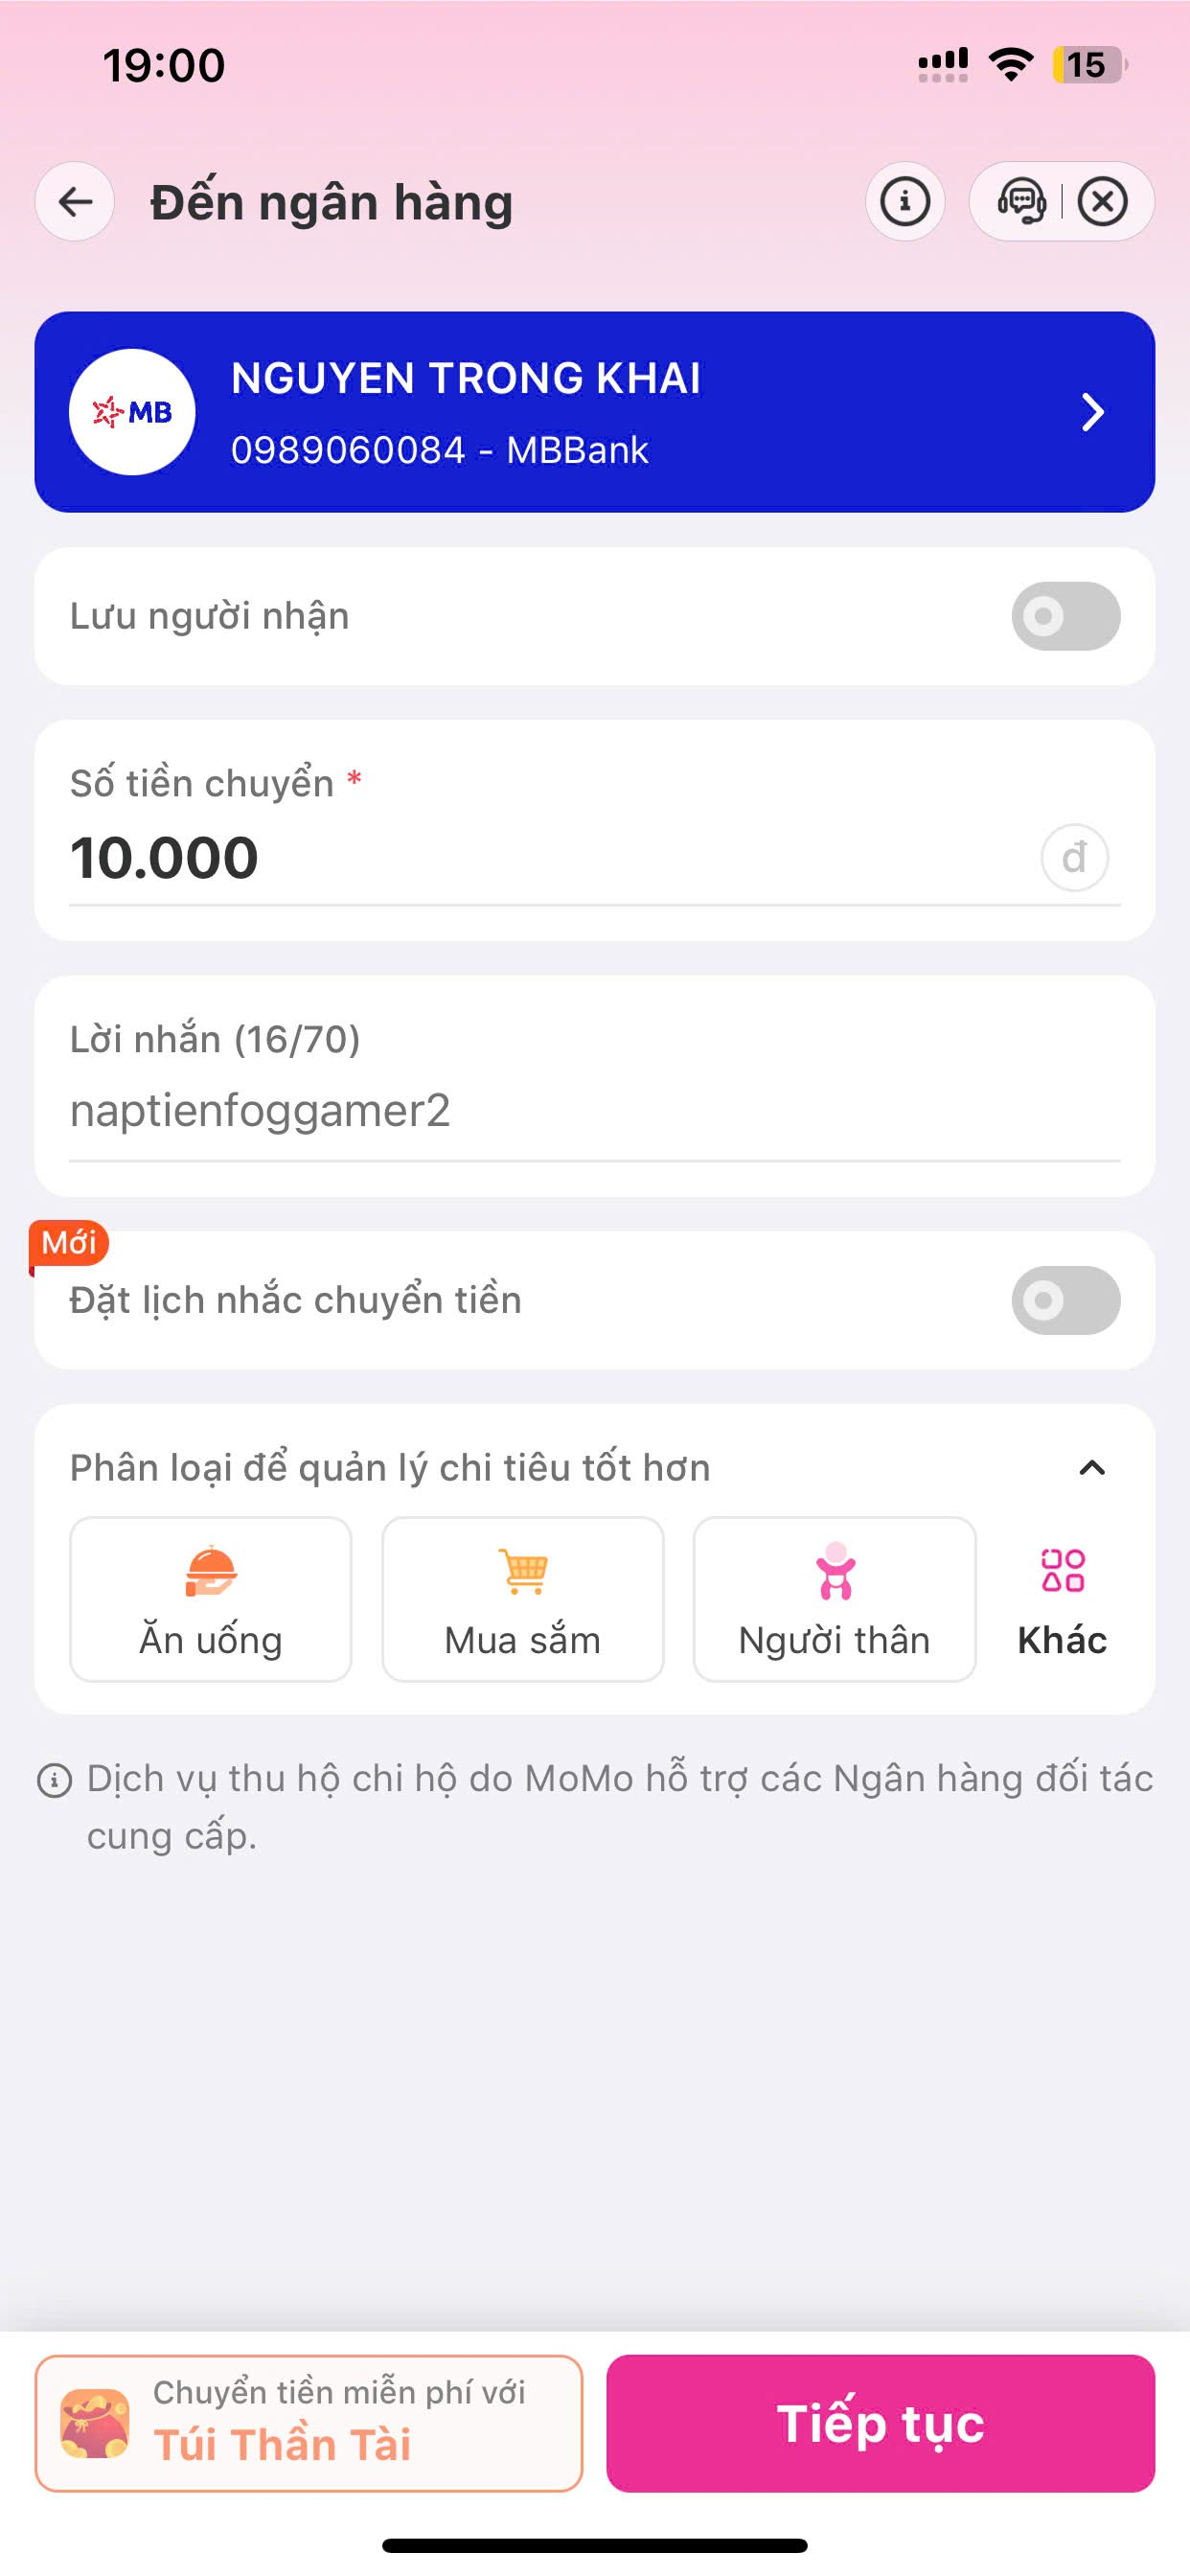 19:00
15
Đến ngân hàng
MB
NGUYEN TRONG KHAI
0989060084 - MBBank
Lưu người nhận
Số tiền chuyển *
10.000
đ
Lời nhắn (16/70)
naptienfoggamer2
Mới
Đặt lịch nhắc chuyển tiền
Phân loại để quản lý chi tiêu tốt hơn
Ăn uống
Mua sắm
Người thân
Khác
Dịch vụ thu hộ chi hộ do MoMo hỗ trợ các Ngân hàng đối tác
cung cấp.
Chuyển tiền miễn phí với
Túi Thần Tài
Tiếp tục